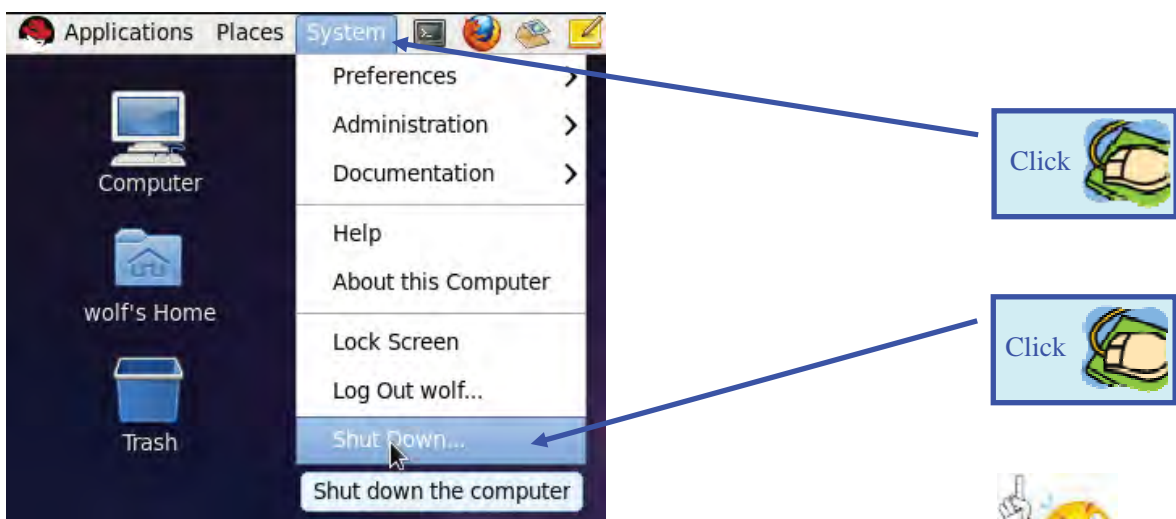 Applications Places System
Preferences
Administration
Documentation
Help
About this Computer
Lock Screen
Log Out wolf...
Shut Down...
Shut down the computer
Computer
wolf's Home
Trash
Click
Click